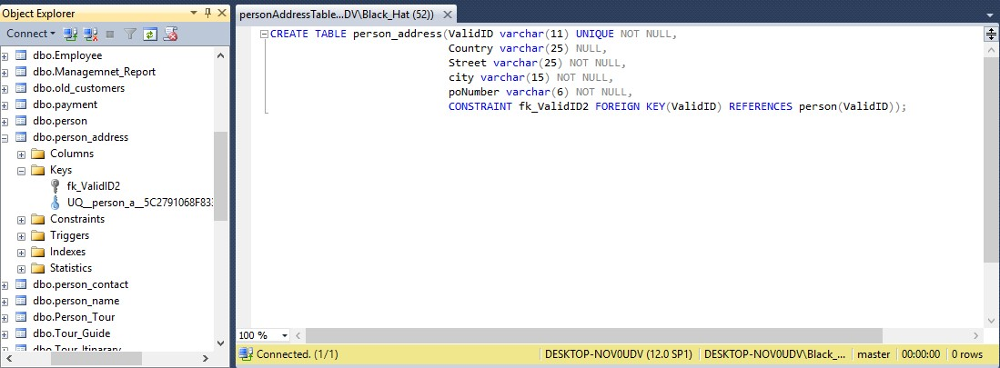 Object Explorer
Connect
dbo.Employee
dbo.Managemnet_Report
dbo.old_customers
dbo.payment
dbo.person
dbo.person_address
Columns
Keys
fk_ValidID2
UQ__person_a__5C2791068F83
Constraints
Triggers
Indexes
Statistics
dbo.person_contact
dbo.person_name
dbo.Person_Tour
dbo.Tour_Guide
dbo.Tour_Itinarary
personAddressTable...DV\Black_Hat (52))
CREATE TABLE person_address(ValidID varchar(11) UNIQUE NOT NULL,
Country varchar(25) NULL,
Street varchar(25) NOT NULL,
city varchar(15) NOT NULL,
poNumber varchar(6) NOT NULL,
CONSTRAINT fk_ValidID2 FOREIGN KEY(ValidID) REFERENCES person(ValidID));
100 %
Connected. (1/1) DESKTOP-NOV0UDV (12.0 SP1) DESKTOP-NOV0UDV\Black_... master 00:00:00 0 rows